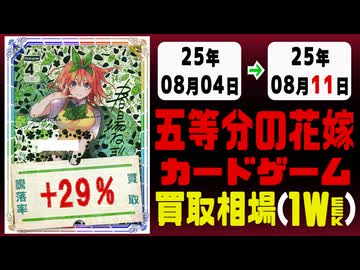 25年
08月04日
25年
08月11日
4
五等分の花嫁
カードゲーム
買取相場(1WEEK)
騰落率
+29%
買取